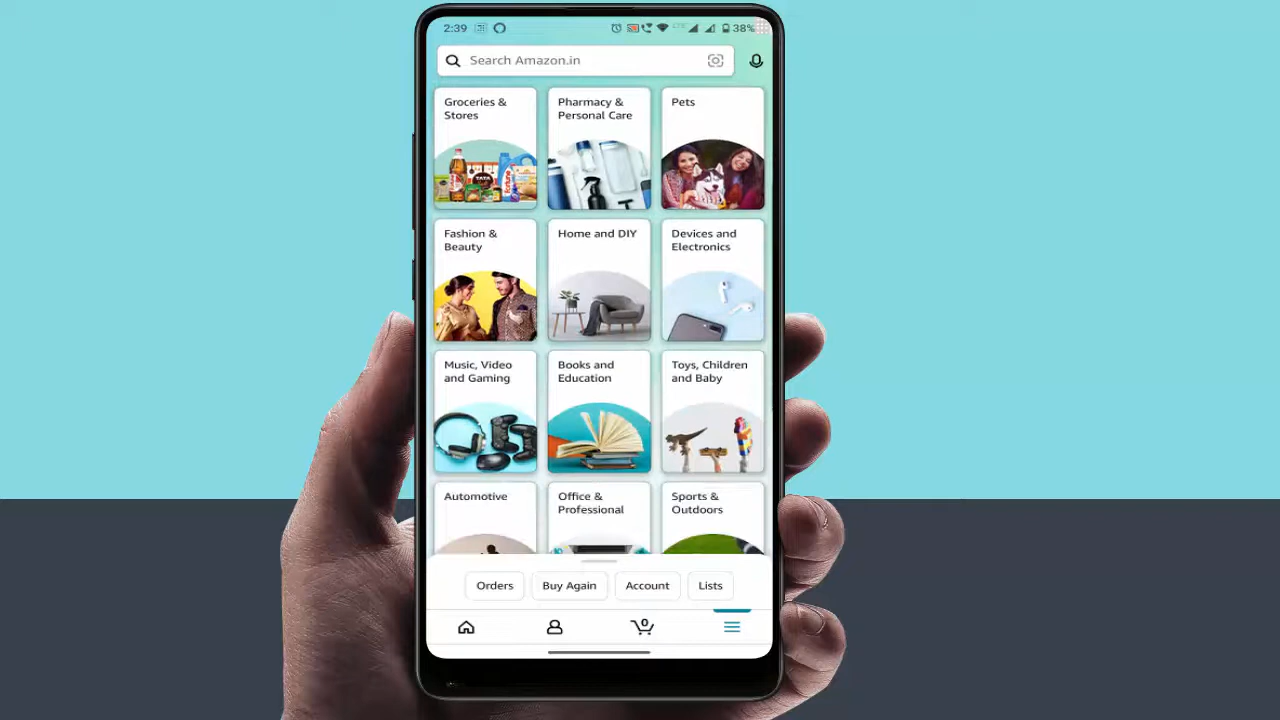 2:39
38%
Search Amazon.in
Groceries &
Stores
Pharmacy &
Personal Care
Pets
TATA
Fashion &
Beauty
Home and DIY
Devices and
Electronics
Music, Video
and Gaming
Books and
Education
Toys, Children
and Baby
Automotive
Office &
Professional
Sports &
Outdoors
Orders
Buy Again
Account
Lists
0